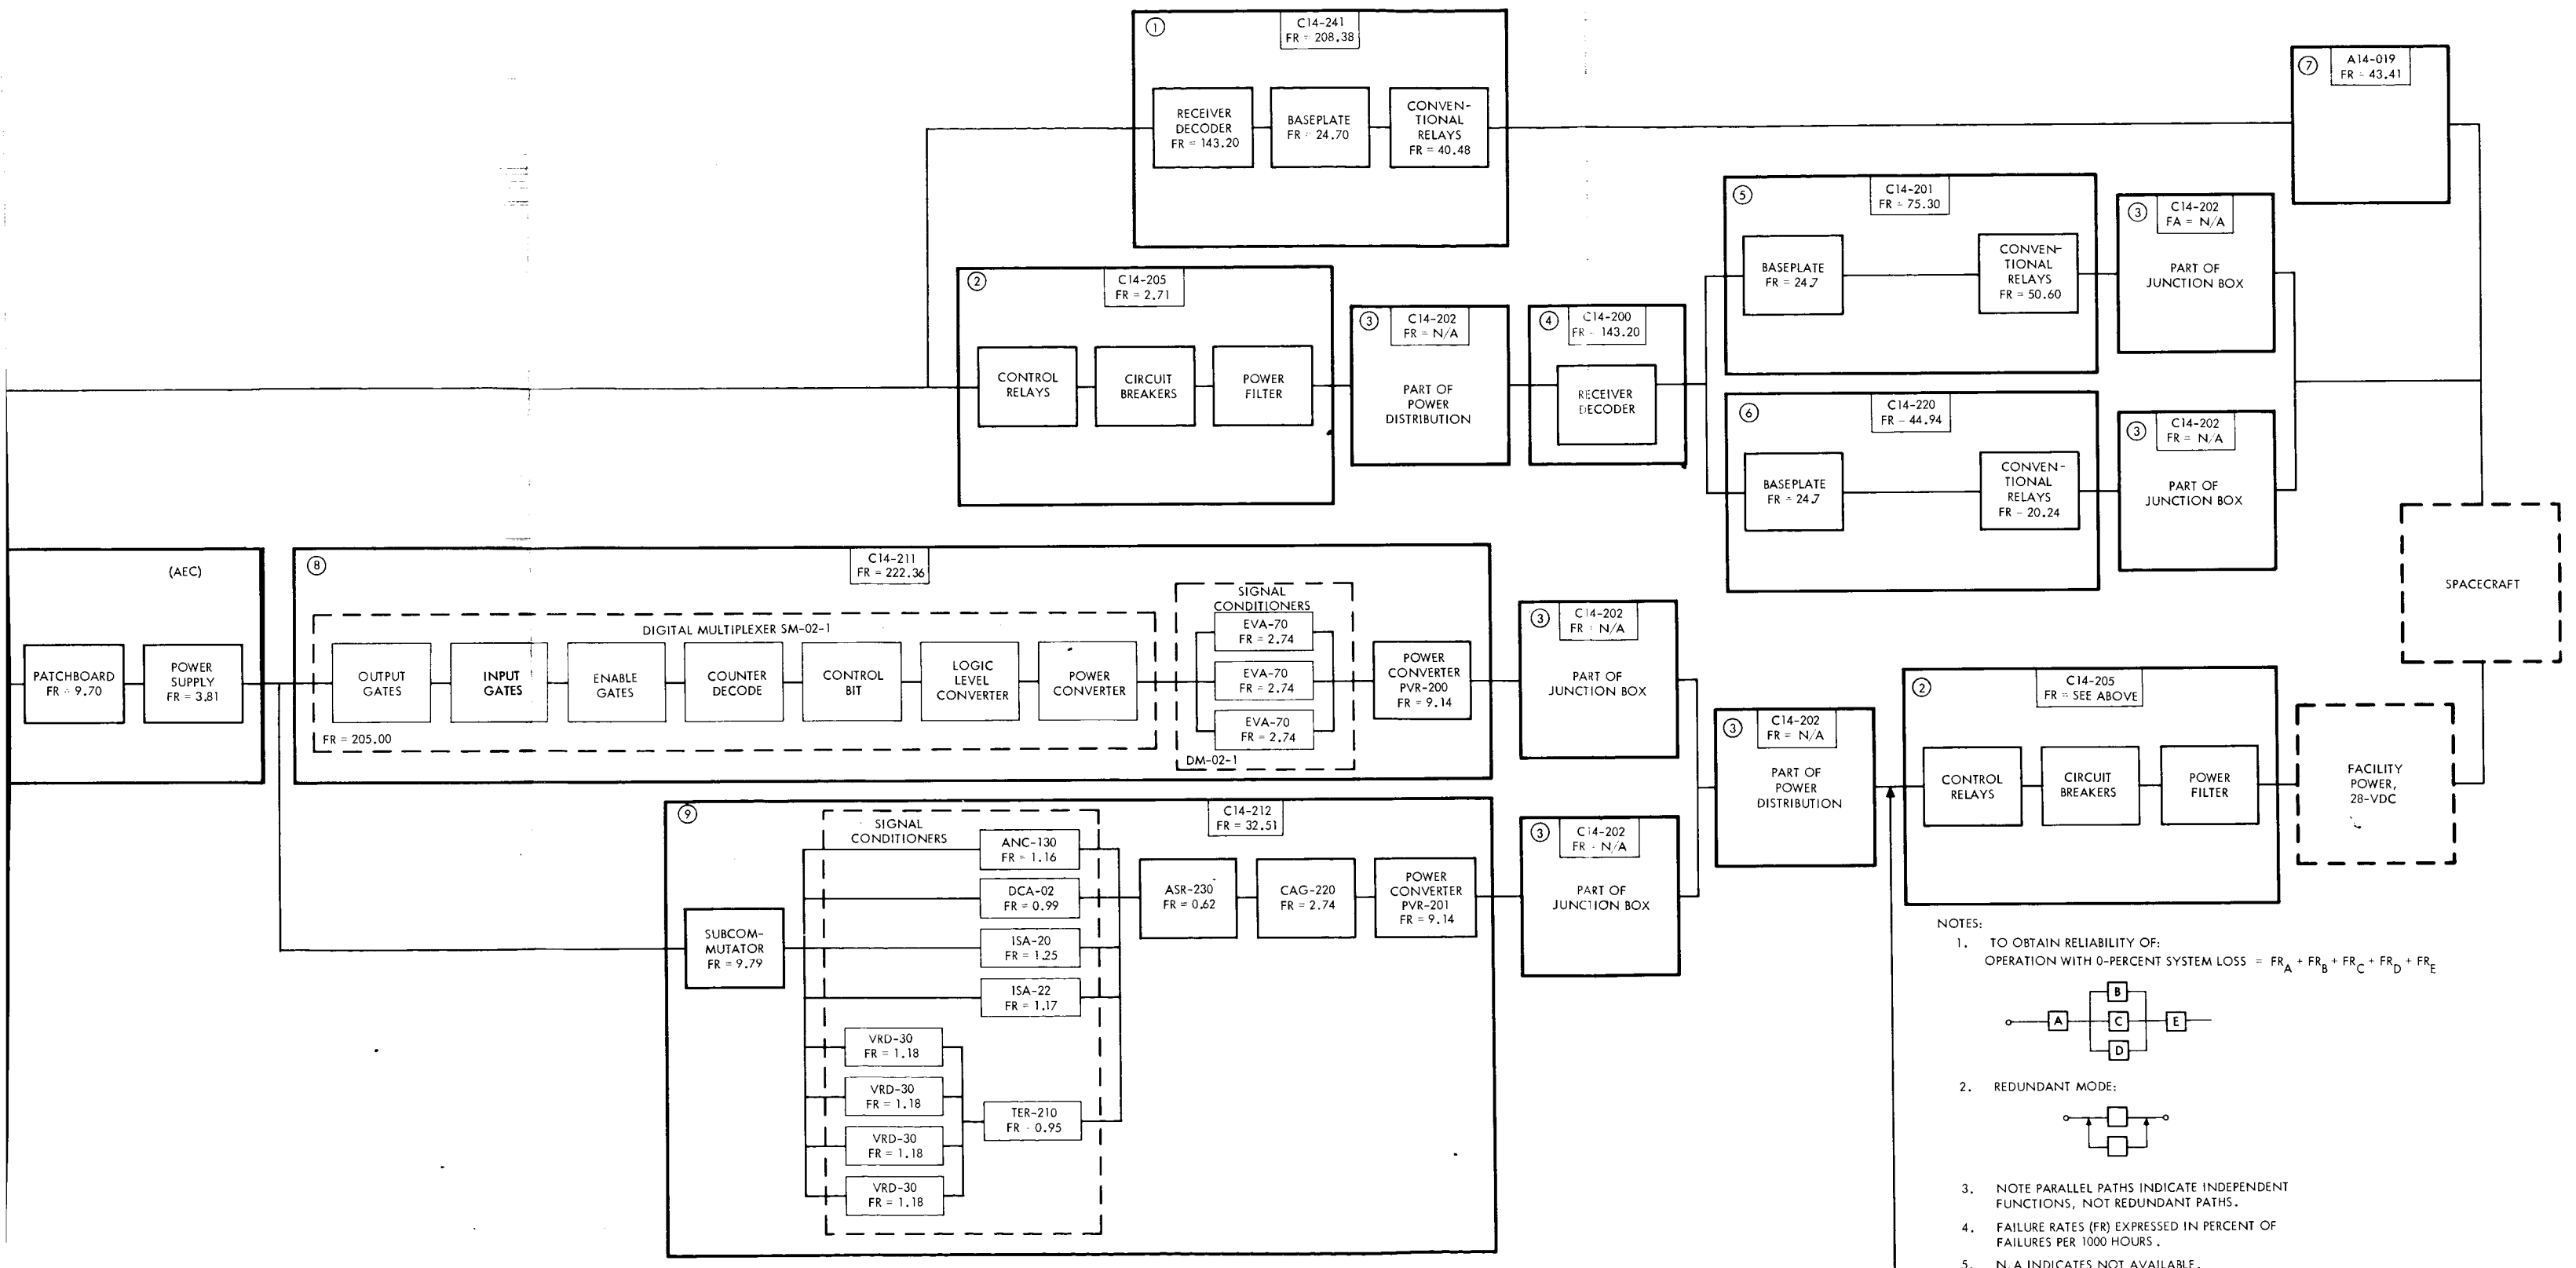 1
C14-241
FR = 208.38
RECEIVER
DECODER
FR = 143.20
BASEPLATE
FR = 24.70
CONVEN-
TIONAL
RELAYS
FR = 40.48
7
A14-019
FR = 43.41
2
C14-205
FR = 2.71
CONTROL
RELAYS
CIRCUIT
BREAKERS
POWER
FILTER
3
C14-202
FR = N/A
PART OF
POWER
DISTRIBUTION
4
C14-200
FR = 143.20
RECEIVER
DECODER
5
C14-201
FR = 75.30
BASEPLATE
FR = 24.7
CONVEN-
TIONAL
RELAYS
FR = 50.60
3
C14-202
FA = N/A
PART OF
JUNCTION BOX
6
C14-220
FR = 44.94
BASEPLATE
FR = 24.7
CONVEN-
TIONAL
RELAYS
FR = 20.24
3
C14-202
FR = N/A
PART OF
JUNCTION BOX
SPACECRAFT
(AEC)
PATCHBOARD
FR = 9.70
POWER
SUPPLY
FR = 3.81
8
C14-211
FR = 222.36
DIGITAL MULTIPLEXER SM-02-1
OUTPUT
GATES
INPUT
GATES
ENABLE
GATES
COUNTER
DECODE
CONTROL
BIT
LOGIC
LEVEL
CONVERTER
POWER
CONVERTER
FR = 205.00
SIGNAL
CONDITIONERS
EVA-70
FR = 2.74
EVA-70
FR = 2.74
EVA-70
FR = 2.74
DM-02-1
POWER
CONVERTER
PVR-200
FR = 9.14
3
C14-202
FR = N/A
PART OF
JUNCTION BOX
3
C14-202
FR = N/A
PART OF
POWER
DISTRIBUTION
2
C14-205
FR = SEE ABOVE
CONTROL
RELAYS
CIRCUIT
BREAKERS
POWER
FILTER
FACILITY
POWER,
28-VDC
9
C14-212
FR = 32.51
SUBCOM-
MUTATOR
FR = 9.79
SIGNAL
CONDITIONERS
ANC-130
FR = 1.16
DCA-02
FR = 0.99
ISA-20
FR = 1.25
ISA-22
FR = 1.17
VRD-30
FR = 1.18
VRD-30
FR = 1.18
VRD-30
FR = 1.18
VRD-30
FR = 1.18
TER-210
FR = 0.95
ASR-230
FR = 0.62
CAG-220
FR = 2.74
POWER
CONVERTER
PVR-201
FR = 9.14
3
C14-202
FR = N/A
PART OF
JUNCTION BOX
NOTES:
1. TO OBTAIN RELIABILITY OF:
OPERATION WITH 0-PERCENT SYSTEM LOSS = FRA + FRB + FRC + FRD + FRE
A
B
C
D
E
2. REDUNDANT MODE:
3. NOTE PARALLEL PATHS INDICATE INDEPENDENT
FUNCTIONS, NOT REDUNDANT PATHS.
4. FAILURE RATES (FR) EXPRESSED IN PERCENT OF
FAILURES PER 1000 HOURS.
5. N/A INDICATES NOT AVAILABLE.